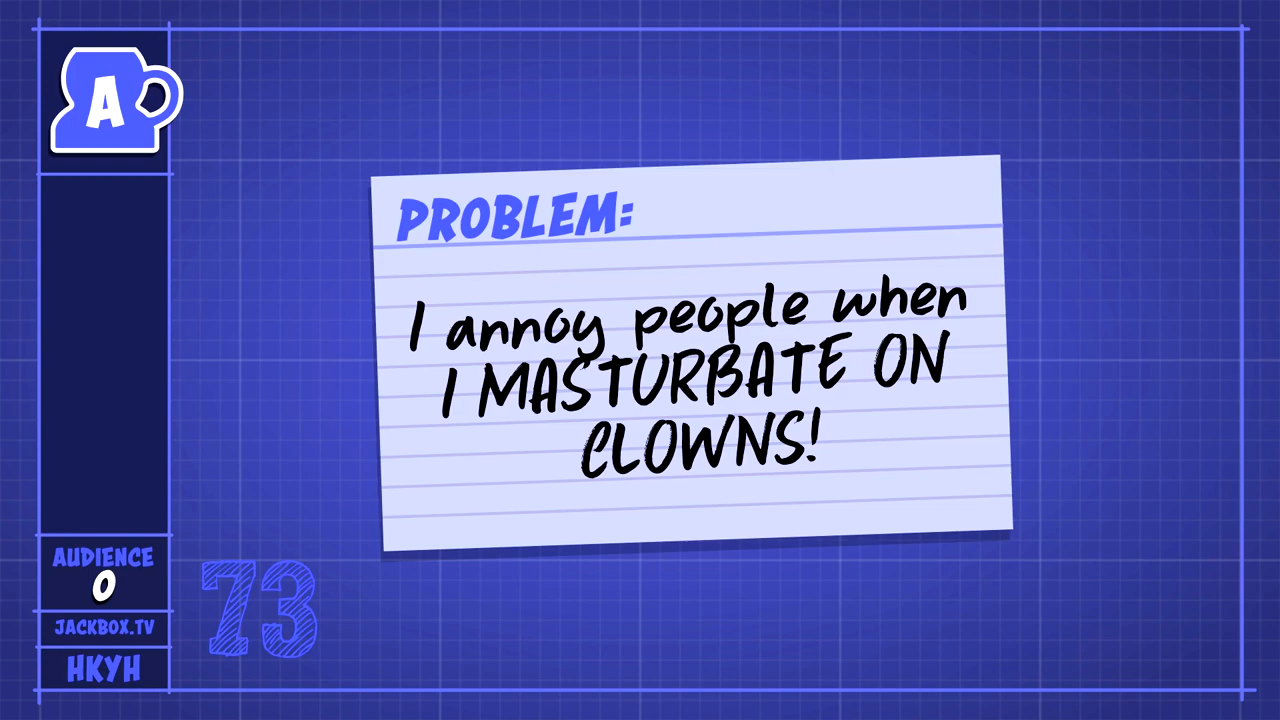 A
PROBLEM:
I annoy people when
I MASTURBATE ON
CLOWNS!
AUDIENCE
0
JACKBOX.TV
HKYH
73